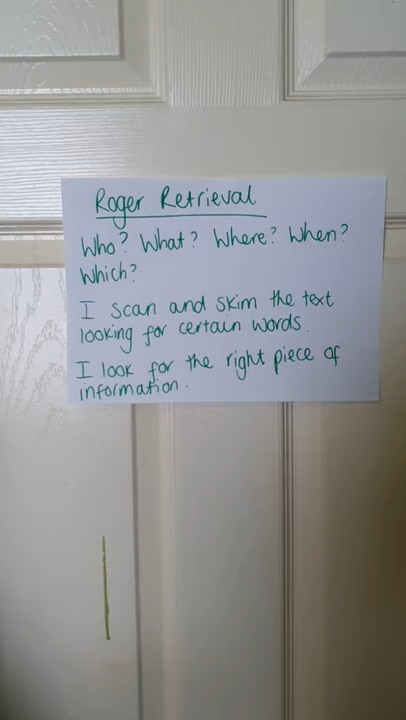 Roger Retrieval
Who? What? Where? When?
Which?
I scan and skim the text
looking for certain words.
I look for the right piece of
information.